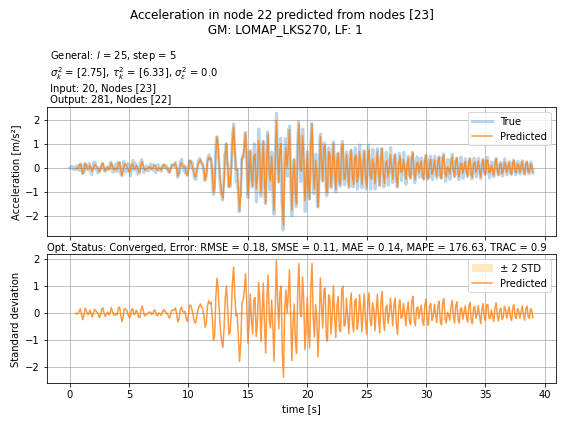 Acceleration in node 22 predicted from nodes [23]
GM: LOMAP_LKS270, LF: 1
General: l = 25, step = 5
σ²ₖ = [2.75], τ²ₖ = [6.33], σ²ε = 0.0
Input: 20, Nodes [23]
Output: 281, Nodes [22]
True
Predicted
Acceleration [m/s²]
2
1
0
−1
−2
Opt. Status: Converged, Error: RMSE = 0.18, SMSE = 0.11, MAE = 0.14, MAPE = 176.63, TRAC = 0.9
± 2 STD
Predicted
Standard deviation
2
1
0
−1
−2
0 5 10 15 20 25 30 35 40
time [s]